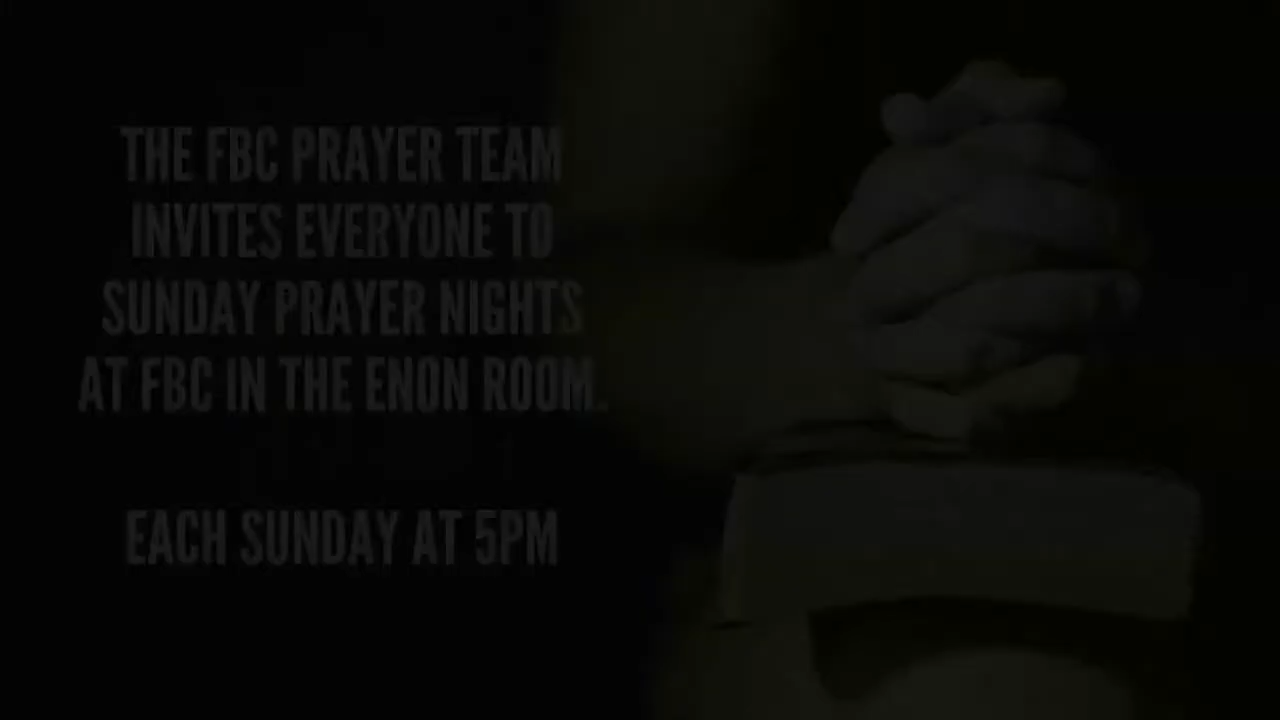 THE FBC PRAYER TEAM
INVITES EVERYONE TO
SUNDAY PRAYER NIGHTS
AT FBC IN THE ENON ROOM.
EACH SUNDAY AT 5PM